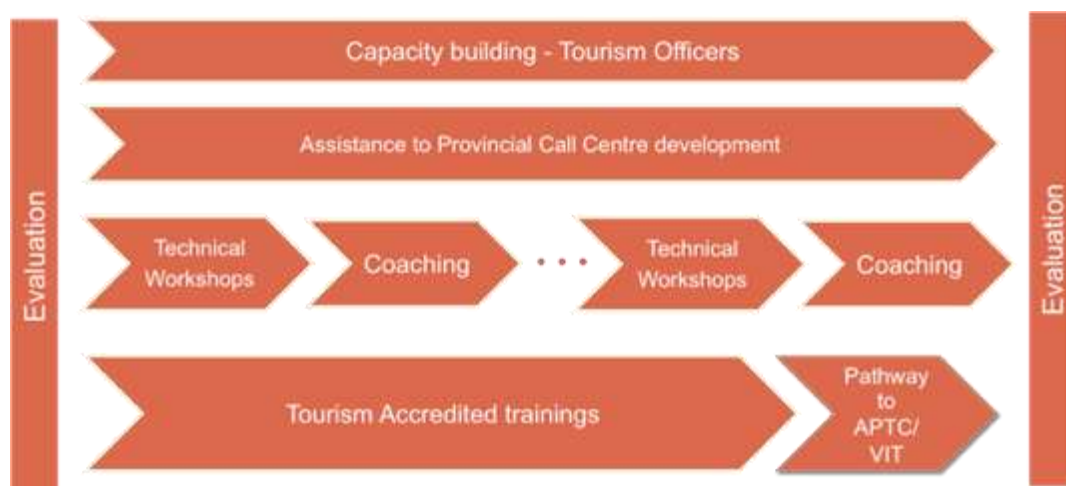 Evaluation
Capacity building - Tourism Officers
Assistance to Provincial Call Centre development
Technical
Workshops
Coaching
Technical
Workshops
Coaching
Tourism Accredited trainings
Pathway
to
APTC/
VIT
Evaluation